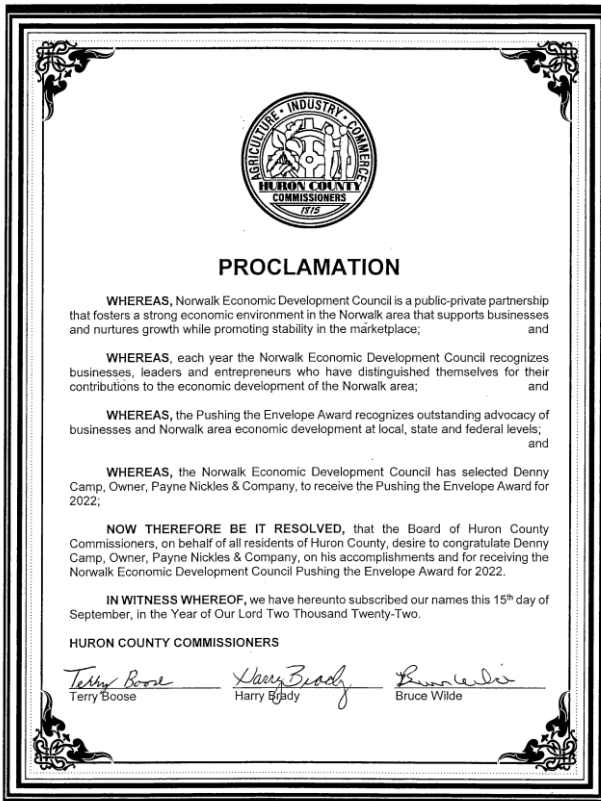 AGRICULTURE · INDUSTRY · COMMERCE
HURON COUNTY
COMMISSIONERS
1815
PROCLAMATION
WHEREAS, Norwalk Economic Development Council is a public-private partnership
that fosters a strong economic environment in the Norwalk area that supports businesses
and nurtures growth while promoting stability in the marketplace; and
WHEREAS, each year the Norwalk Economic Development Council recognizes
businesses, leaders and entrepreneurs who have distinguished themselves for their
contributions to the economic development of the Norwalk area; and
WHEREAS, the Pushing the Envelope Award recognizes outstanding advocacy of
businesses and Norwalk area economic development at local, state and federal levels;
and
WHEREAS, the Norwalk Economic Development Council has selected Denny
Camp, Owner, Payne Nickles & Company, to receive the Pushing the Envelope Award for
2022;
NOW THEREFORE BE IT RESOLVED, that the Board of Huron County
Commissioners, on behalf of all residents of Huron County, desire to congratulate Denny
Camp, Owner, Payne Nickles & Company, on his accomplishments and for receiving the
Norwalk Economic Development Council Pushing the Envelope Award for 2022.
IN WITNESS WHEREOF, we have hereunto subscribed our names this 15th day of
September, in the Year of Our Lord Two Thousand Twenty-Two.
HURON COUNTY COMMISSIONERS
Terry Boose Harry Brady Bruce Wilde
Terry Boose Harry Brady Bruce Wilde